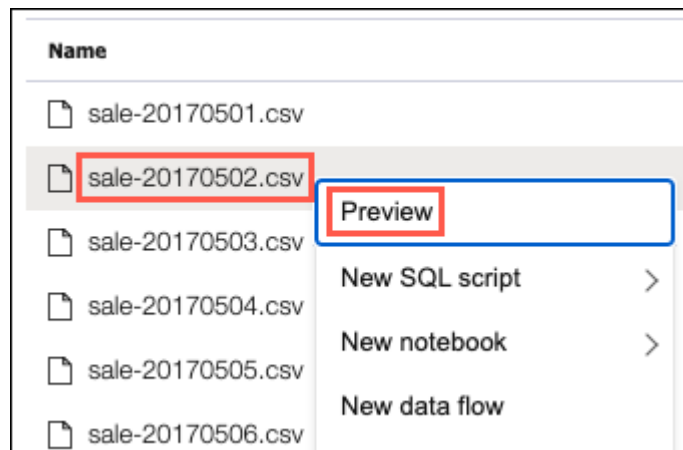 Name
sale-20170501.csv
sale-20170502.csv
Preview
sale-20170503.csv
New SQL script
sale-20170504.csv
New notebook
sale-20170505.csv
New data flow
sale-20170506.csv